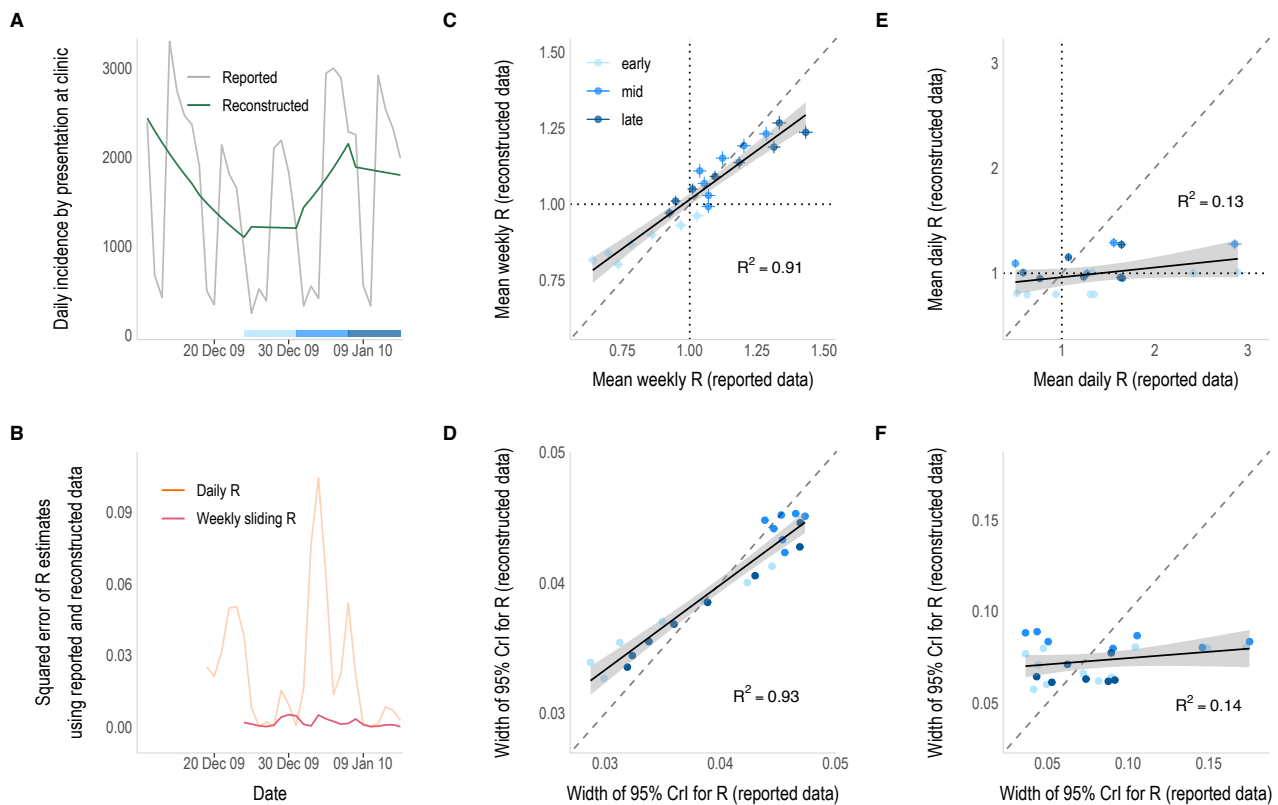 A
Daily incidence by presentation at clinic
3000
2000
1000
0
Reported
Reconstructed
20 Dec 09
30 Dec 09
09 Jan 10
B
Squared error of R estimates
using reported and reconstructed data
0.09
0.06
0.03
0.00
Daily R
Weekly sliding R
20 Dec 09
30 Dec 09
09 Jan 10
Date
C
Mean weekly R (reconstructed data)
1.50
1.25
1.00
0.75
early
mid
late
R² = 0.91
0.75
1.00
1.25
1.50
Mean weekly R (reported data)
D
Width of 95% CrI for R (reconstructed data)
0.05
0.04
0.03
R² = 0.93
0.03
0.04
0.05
Width of 95% CrI for R (reported data)
E
Mean daily R (reconstructed data)
3
2
1
R² = 0.13
1
2
3
Mean daily R (reported data)
F
Width of 95% CrI for R (reconstructed data)
0.15
0.10
0.05
R² = 0.14
0.05
0.10
0.15
Width of 95% CrI for R (reported data)